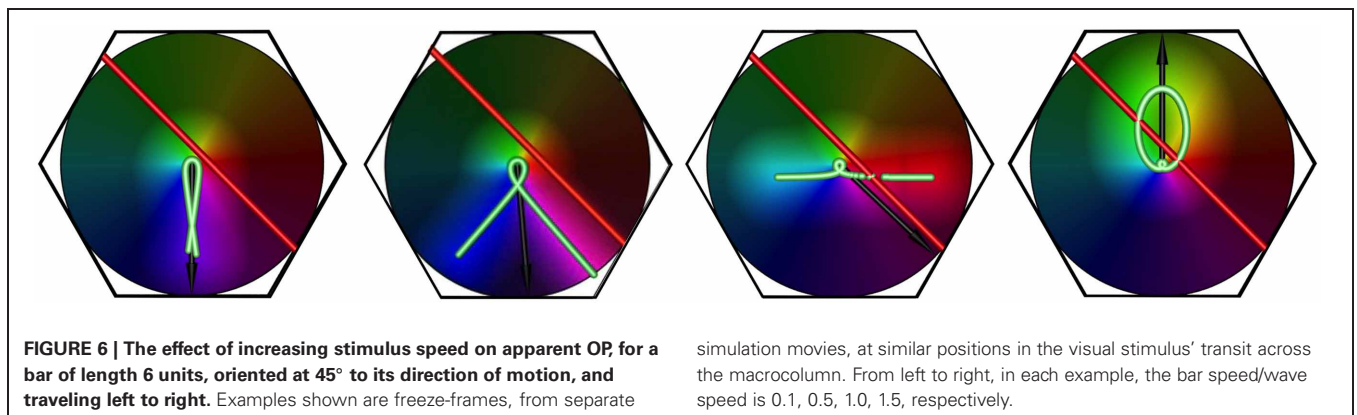 FIGURE 6 | The effect of increasing stimulus speed on apparent OP, for a
bar of length 6 units, oriented at 45° to its direction of motion, and
traveling left to right. Examples shown are freeze-frames, from separate
simulation movies, at similar positions in the visual stimulus' transit across
the macrocolumn. From left to right, in each example, the bar speed/wave
speed is 0.1, 0.5, 1.0, 1.5, respectively.